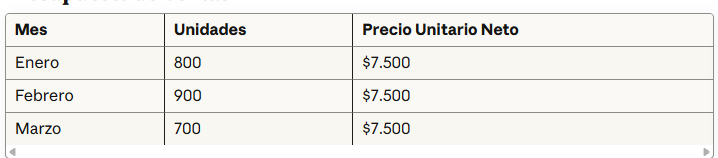 Mes Unidades Precio Unitario Neto
Enero 800 $7.500
Febrero 900 $7.500
Marzo 700 $7.500